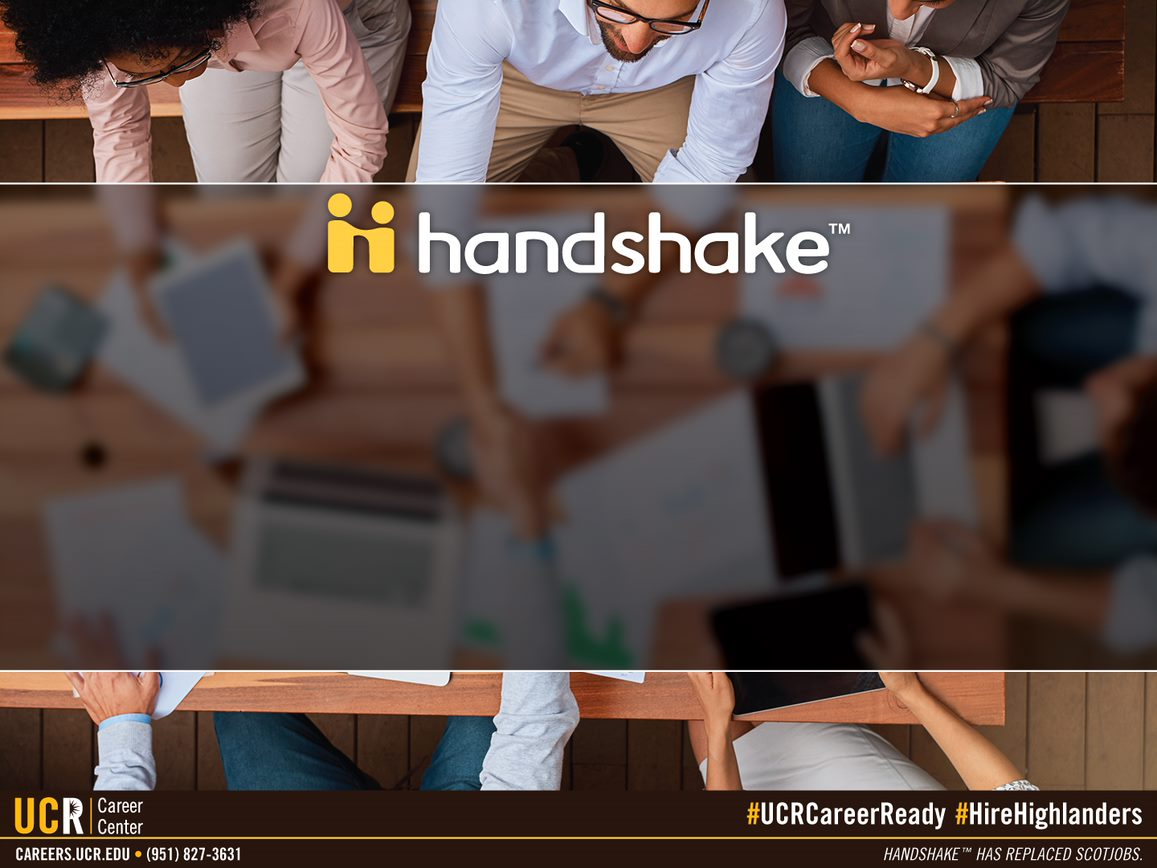 handshake™
UCR Career Center
CAREERS.UCR.EDU • (951) 827-3631
#UCRCareerReady #HireHighlanders
HANDSHAKE™ HAS REPLACED SCOTJOBS.